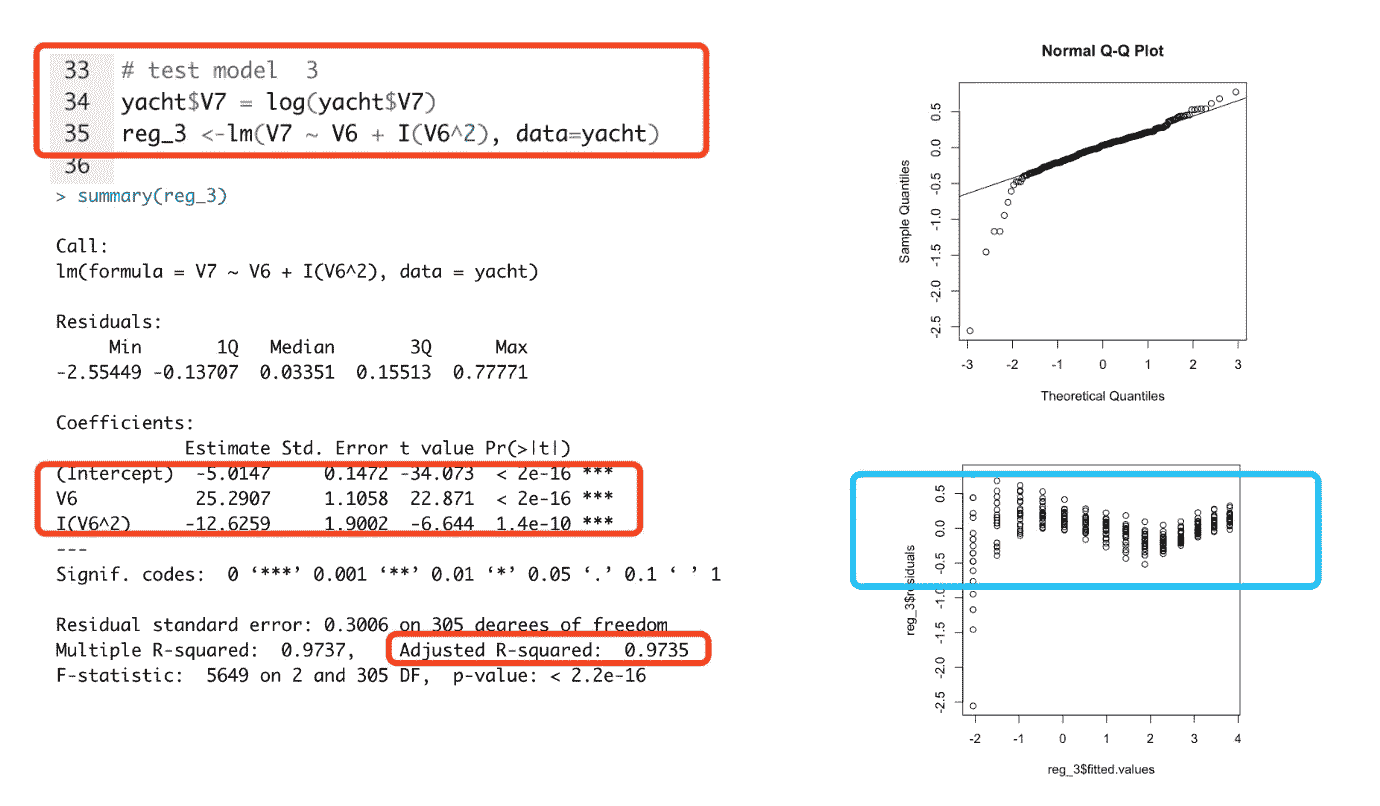 33 # test model 3
34 yacht$V7 = log(yacht$V7)
35 reg_3 <-lm(V7 ~ V6 + I(V6^2), data=yacht)
36
> summary(reg_3)
Call:
lm(formula = V7 ~ V6 + I(V6^2), data = yacht)
Residuals:
Min 1Q Median 3Q Max
-2.55449 -0.13707 0.03351 0.15513 0.77771
Coefficients:
Estimate Std. Error t value Pr(>|t|)
(Intercept) -5.0147 0.1472 -34.073 < 2e-16 ***
V6 25.2907 1.1058 22.871 < 2e-16 ***
I(V6^2) -12.6259 1.9002 -6.644 1.4e-10 ***
---
Signif. codes: 0 ‘***’ 0.001 ‘**’ 0.01 ‘*’ 0.05 ‘.’ 0.1 ‘ ’ 1
Residual standard error: 0.3006 on 305 degrees of freedom
Multiple R-squared: 0.9737, Adjusted R-squared: 0.9735
F-statistic: 5649 on 2 and 305 DF, p-value: < 2.2e-16
Normal Q-Q Plot
Sample Quantiles
0.5
0.0
-0.5
-1.0
-1.5
-2.0
-2.5
-3 -2 -1 0 1 2 3
Theoretical Quantiles
reg_3$residuals
0.5
0.0
-0.5
-1.0
-1.5
-2.0
-2.5
-2 -1 0 1 2 3 4
reg_3$fitted.values